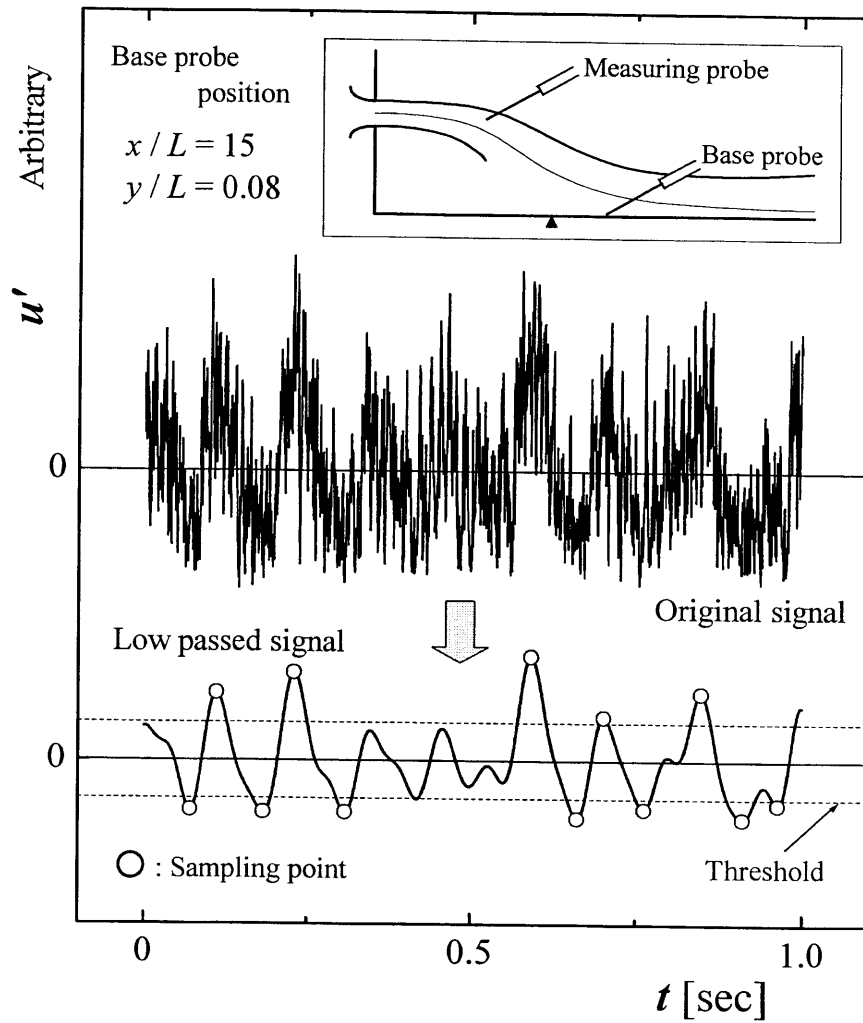 Base probe
position
x / L = 15
y / L = 0.08
Measuring probe
Base probe
Arbitrary
u'
0
Original signal
Low passed signal
0
: Sampling point
Threshold
0
0.5
1.0
t [sec]